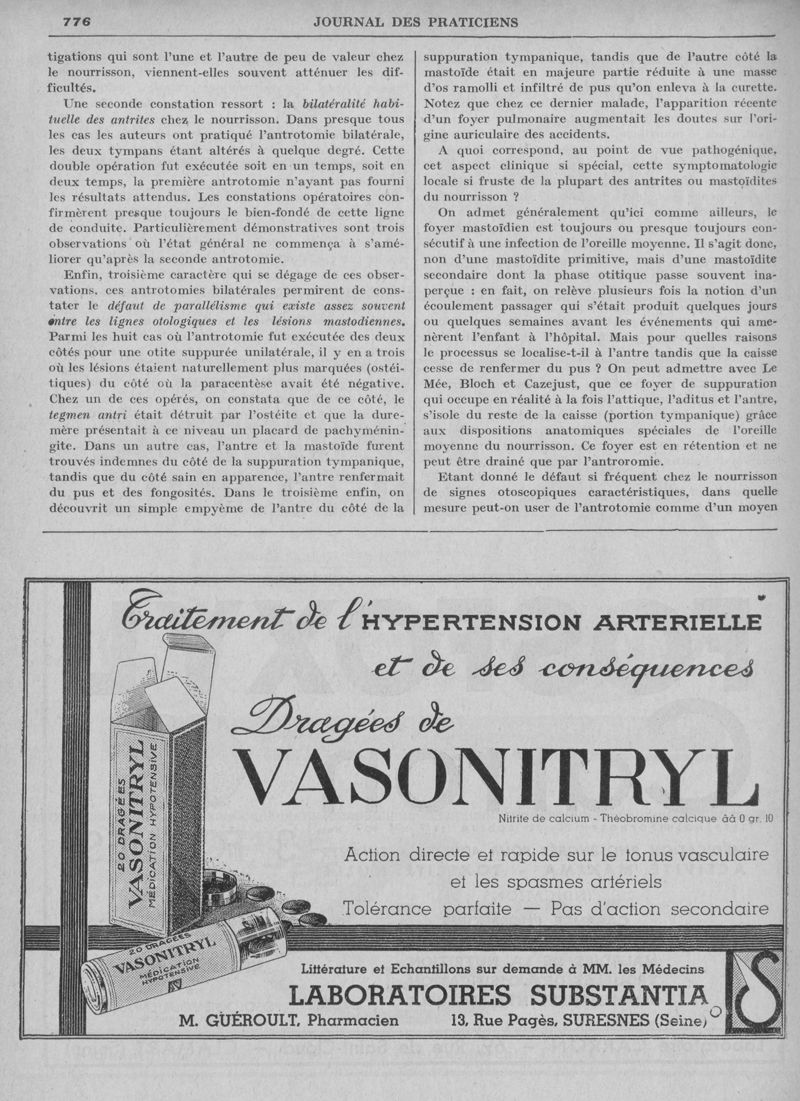 776
JOURNAL DES PRATICIENS
tigations qui sont l'une et l'autre de peu de valeur chez
le nourrisson, viennent-elles souvent atténuer les dif-
ficultés.
Une seconde constation ressort : la bilatéralité habi-
tuelle des antrites chez le nourrisson. Dans presque tous
les cas les auteurs ont pratiqué l'antrotomie bilatérale,
les deux tympans étant altérés à quelque degré. Cette
double opération fut exécutée soit en un temps, soit en
deux temps, la première antrotomie n'ayant pas fourni
les résultats attendus. Les constations opératoires con-
firmèrent presque toujours le bien-fondé de cette ligne
de conduite. Particulièrement démonstratives sont trois
observations où l'état général ne commença à s'amé-
liorer qu'après la seconde antrotomie.
Enfin, troisième caractère qui se dégage de ces obser-
vations. ces antrotomies bilatérales permirent de cons-
tater le défaut de parallélisme qui existe assez souvent
entre les lignes otologiques et les lésions mastodiennes.
Parmi les huit cas où l'antrotomie fut exécutée des deux
côtés pour une otite suppurée unilatérale, il y en a trois
où les lésions étaient naturellement plus marquées (ostéi-
tiques) du côté où la paracentèse avait été négative.
Chez un de ces opérés, on constata que de ce côté, le
tegmen antri était détruit par l'ostéite et que la dure-
mère présentait à ce niveau un placard de pachyménin-
gite. Dans un autre cas, l'antre et la mastoïde furent
trouvés indemnes du côté de la suppuration tympanique,
tandis que du côté sain en apparence, l'antre renfermait
du pus et des fongosités. Dans le troisième enfin, on
découvrit un simple empyème de l'antre du côté de la
suppuration tympanique, tandis que de l'autre côté la
mastoïde était en majeure partie réduite à une masse
d'os ramolli et infiltré de pus qu'on enleva à la curette.
Notez que chez ce dernier malade, l'apparition récente
d'un foyer pulmonaire augmentait les doutes sur l'ori-
gine auriculaire des accidents.
A quoi correspond, au point de vue pathogénique,
cet aspect clinique si spécial, cette symptomatologie
locale si fruste de la plupart des antrites ou mastoïdites
du nourrisson ?
On admet généralement qu'ici comme ailleurs, le
foyer mastoïdien est toujours ou presque toujours con-
sécutif à une infection de l'oreille moyenne. Il s'agit donc,
non d'une mastoïdite primitive, mais d'une mastoïdite
secondaire dont la phase otitique passe souvent ina-
perçue : en fait, on relève plusieurs fois la notion d'un
écoulement passager qui s'était produit quelques jours
ou quelques semaines avant les événements qui ame-
nèrent l'enfant à l'hôpital. Mais pour quelles raisons
le processus se localise-t-il à l'antre tandis que la caisse
cesse de renfermer du pus ? On peut admettre avec Le
Mée, Bloch et Cazejust, que ce foyer de suppuration
qui occupe en réalité à la fois l'attique, l'aditus et l'antre,
s'isole du reste de la caisse (portion tympanique) grâce
aux dispositions anatomiques spéciales de l'oreille
moyenne du nourrisson. Ce foyer est en rétention et ne
peut être drainé que par l'antroromie.
Etant donné le défaut si fréquent chez le nourrisson
de signes otoscopiques caractéristiques, dans quelle
mesure peut-on user de l'antrotomie comme d'un moyen
Traitement de l'HYPERTENSION ARTERIELLE
et de ses conséquences
Dragées de
VASONITRYL
Nitrite de calcium - Théobromine calcique ââ 0 gr. 10
Action directe et rapide sur le tonus vasculaire
et les spasmes artériels
Tolérance parfaite — Pas d'action secondaire
20 DRAGÉES
VASONITRYL
MÉDICATION HYPOTENSIVE
20 DRAGÉES
VASONITRYL
MÉDICATION
HYPOTENSIVE
Littérature et Echantillons sur demande à MM. les Médecins
LABORATOIRES SUBSTANTIA
M. GUÉROULT, Pharmacien 13, Rue Pagès, SURESNES (Seine)
LS